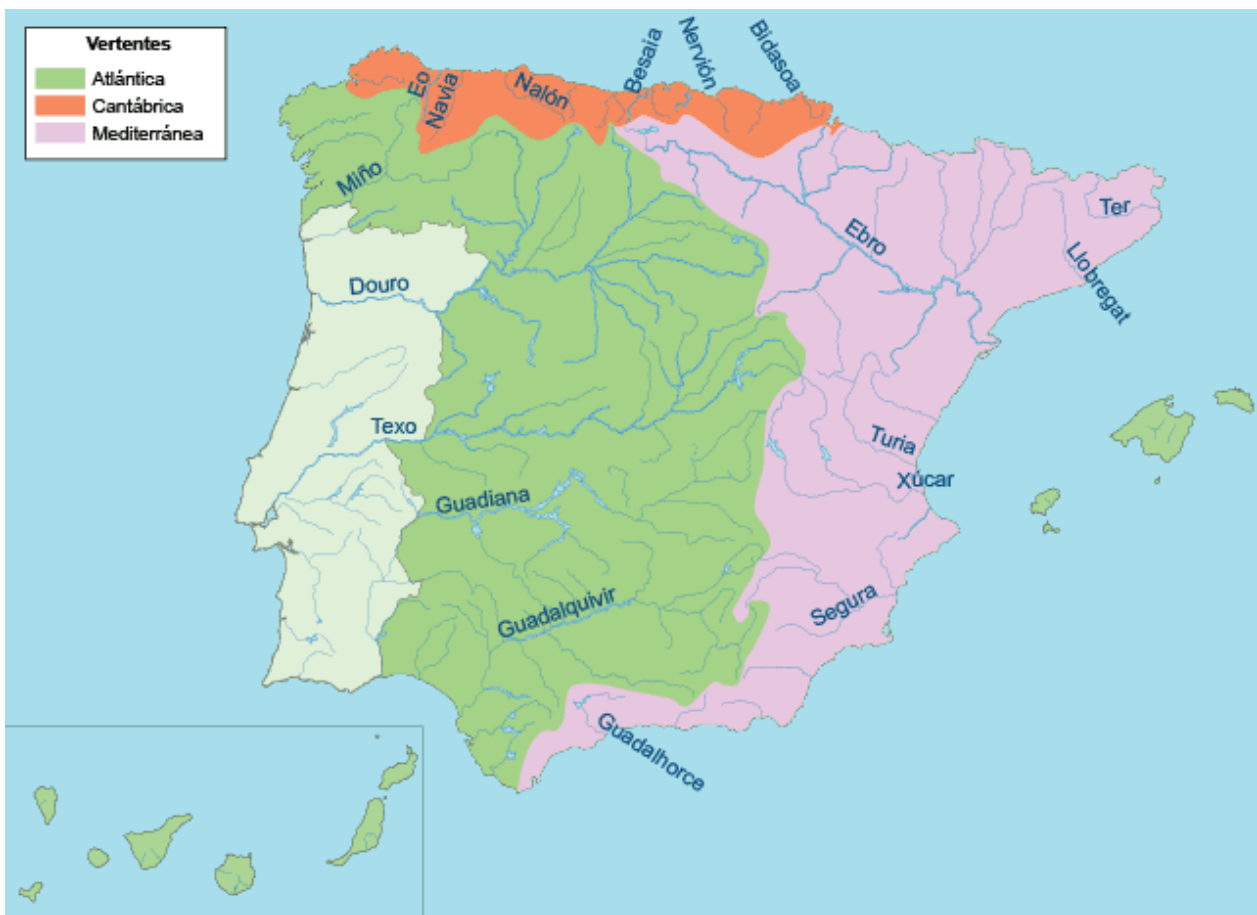 Vertentes
Atlántica
Cantábrica
Mediterránea
Eo
Navia
Nalón
Besaia
Nervión
Bidasoa
Miño
Ter
Ebro
Llobregat
Douro
Texo
Turia
Xúcar
Guadiana
Guadalquivir
Segura
Guadalhorce